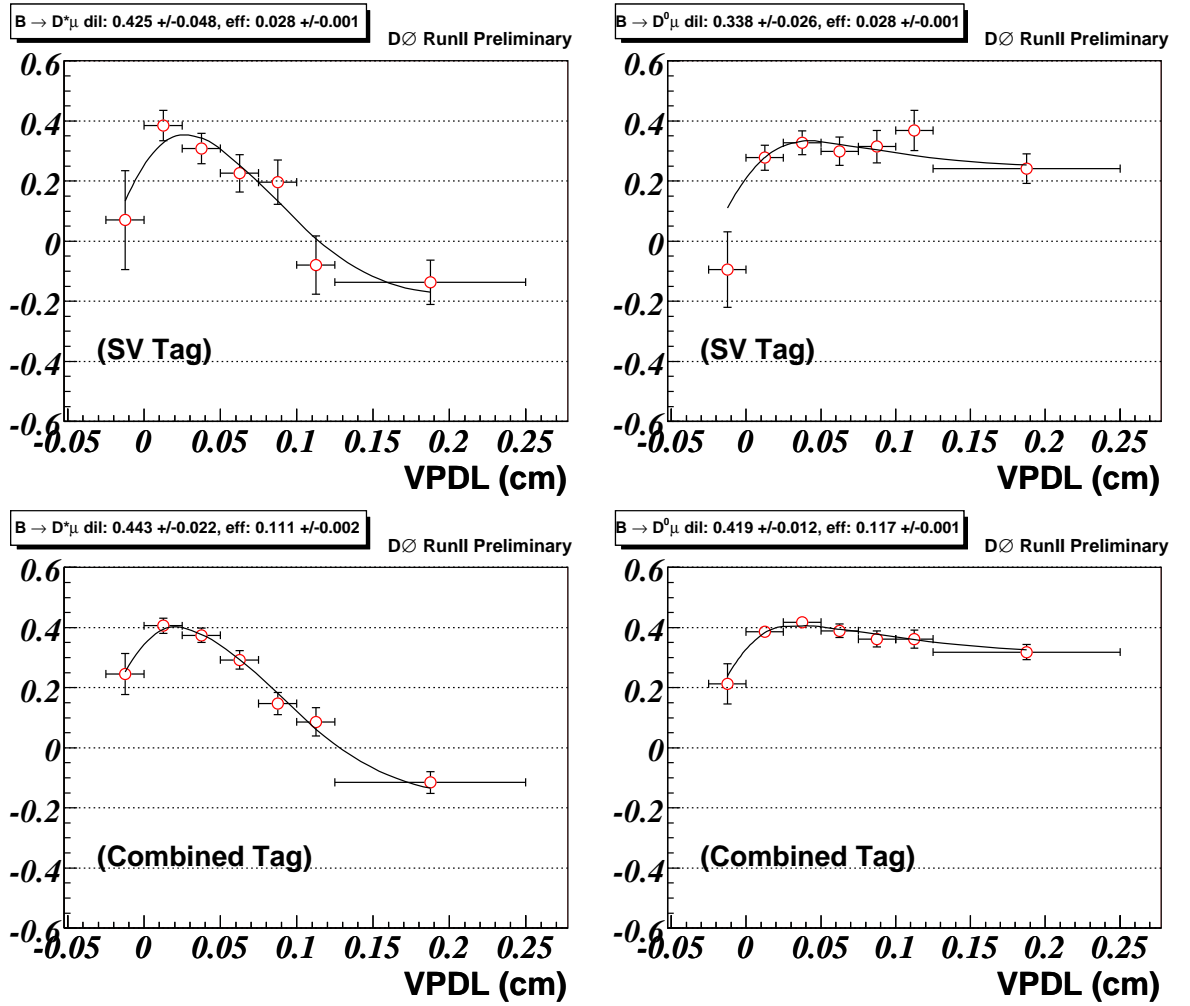 B → D*μ dil: 0.425 +/-0.048, eff: 0.028 +/-0.001
DØ RunII Preliminary
0.6
0.4
0.2
0
-0.2
-0.4
-0.6
(SV Tag)
-0.05 0 0.05 0.1 0.15 0.2 0.25
VPDL (cm)
B → D⁰μ dil: 0.338 +/-0.026, eff: 0.028 +/-0.001
DØ RunII Preliminary
0.6
0.4
0.2
0
-0.2
-0.4
-0.6
(SV Tag)
-0.05 0 0.05 0.1 0.15 0.2 0.25
VPDL (cm)
B → D*μ dil: 0.443 +/-0.022, eff: 0.111 +/-0.002
DØ RunII Preliminary
0.6
0.4
0.2
0
-0.2
-0.4
-0.6
(Combined Tag)
-0.05 0 0.05 0.1 0.15 0.2 0.25
VPDL (cm)
B → D⁰μ dil: 0.419 +/-0.012, eff: 0.117 +/-0.001
DØ RunII Preliminary
0.6
0.4
0.2
0
-0.2
-0.4
-0.6
(Combined Tag)
-0.05 0 0.05 0.1 0.15 0.2 0.25
VPDL (cm)